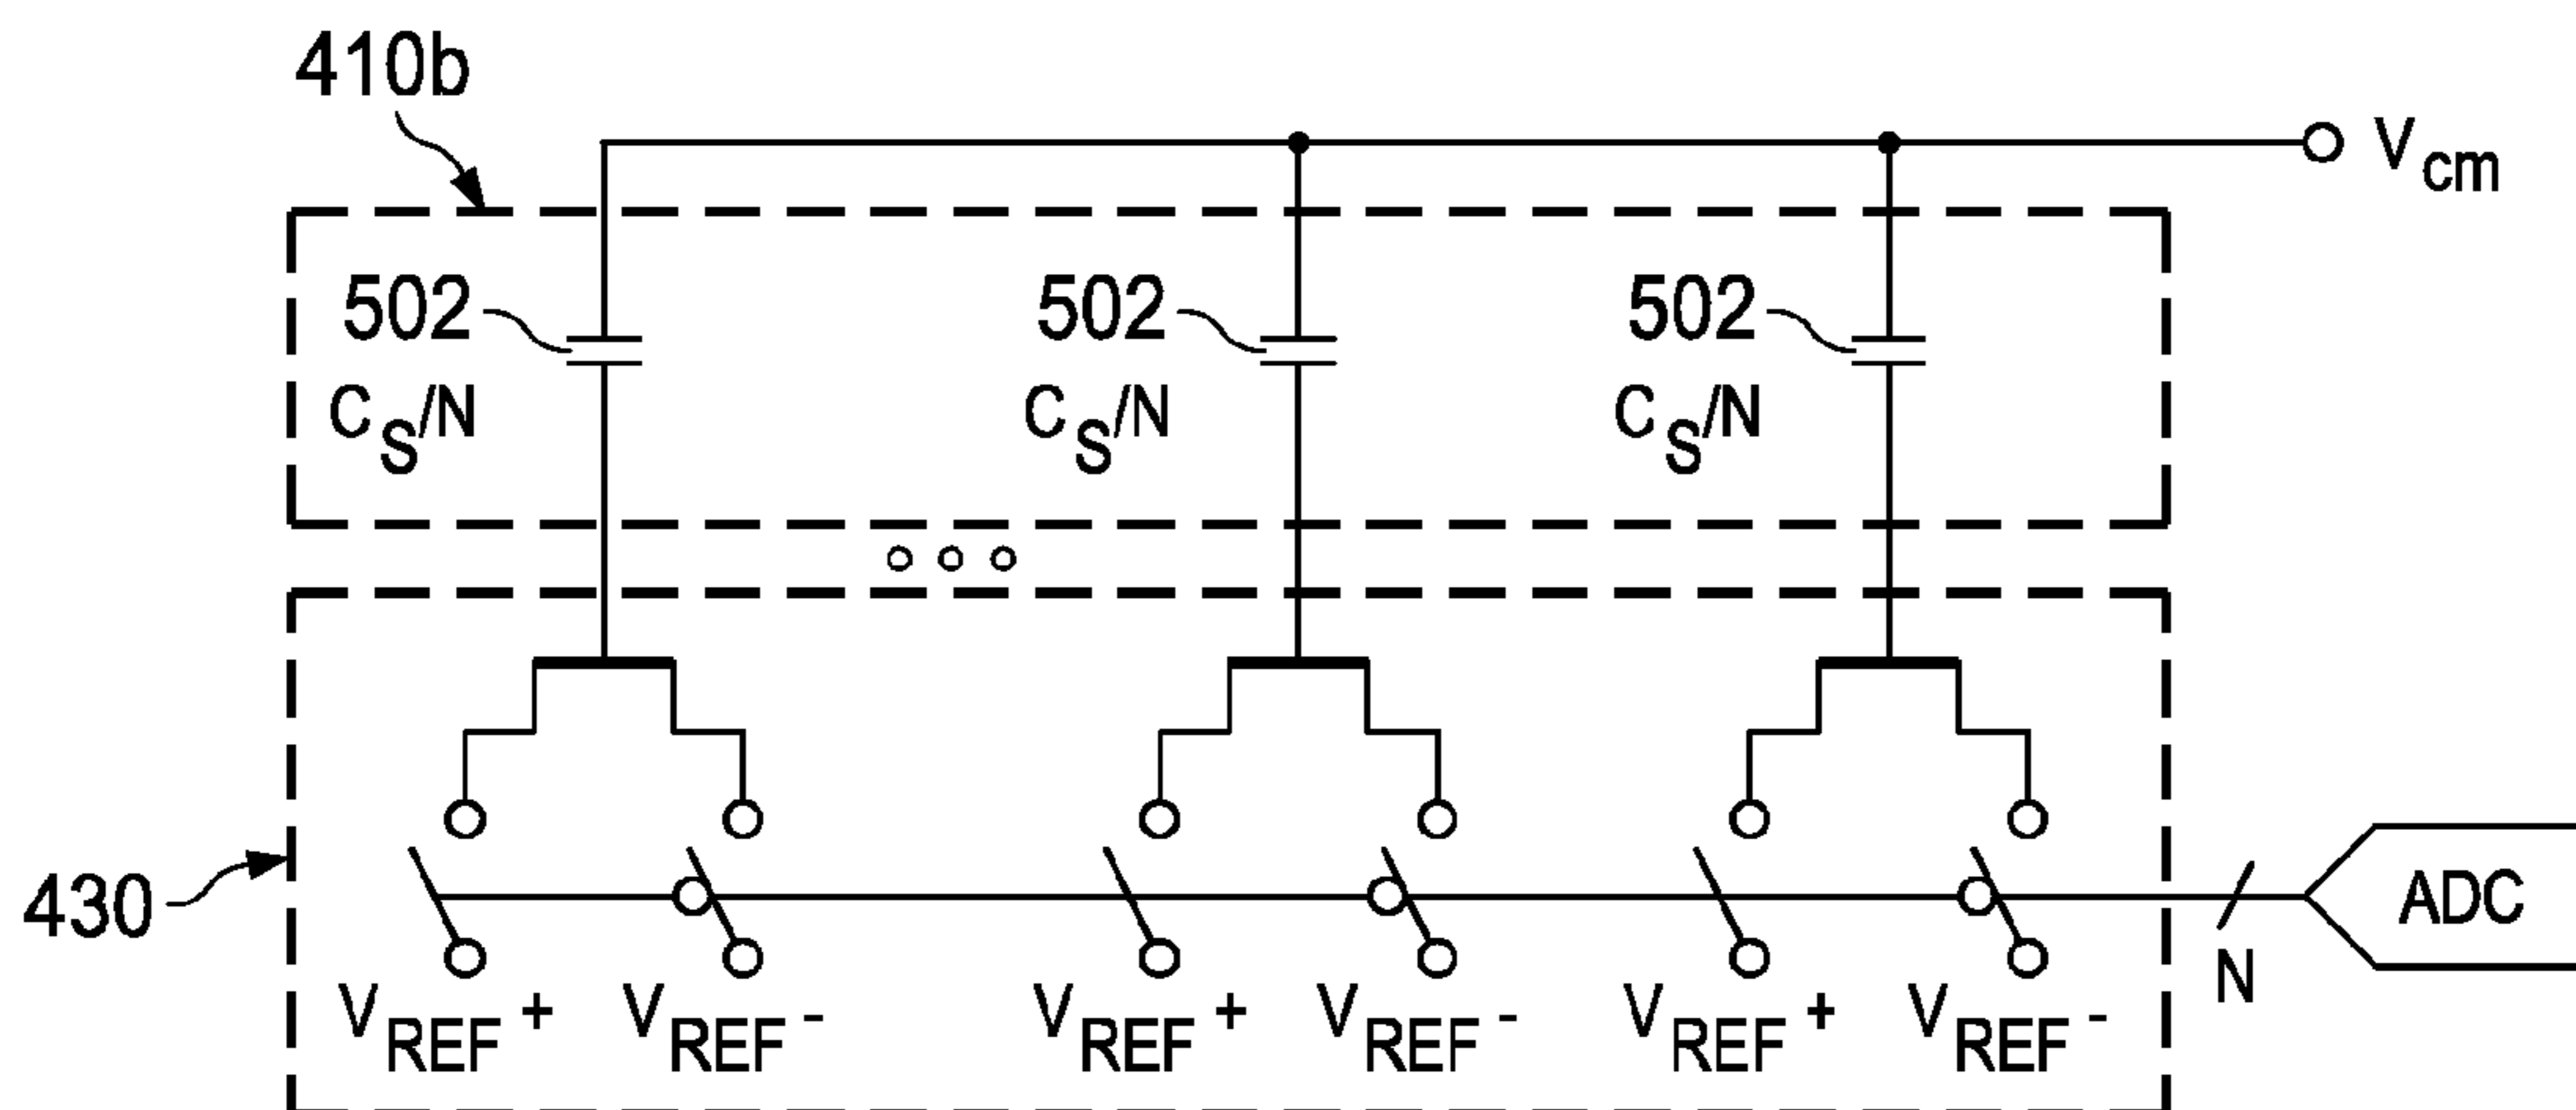 410b
Vcm
502 502 502
CS/N CS/N CS/N
430
ADC
N
VREF + VREF - VREF + VREF - VREF + VREF -